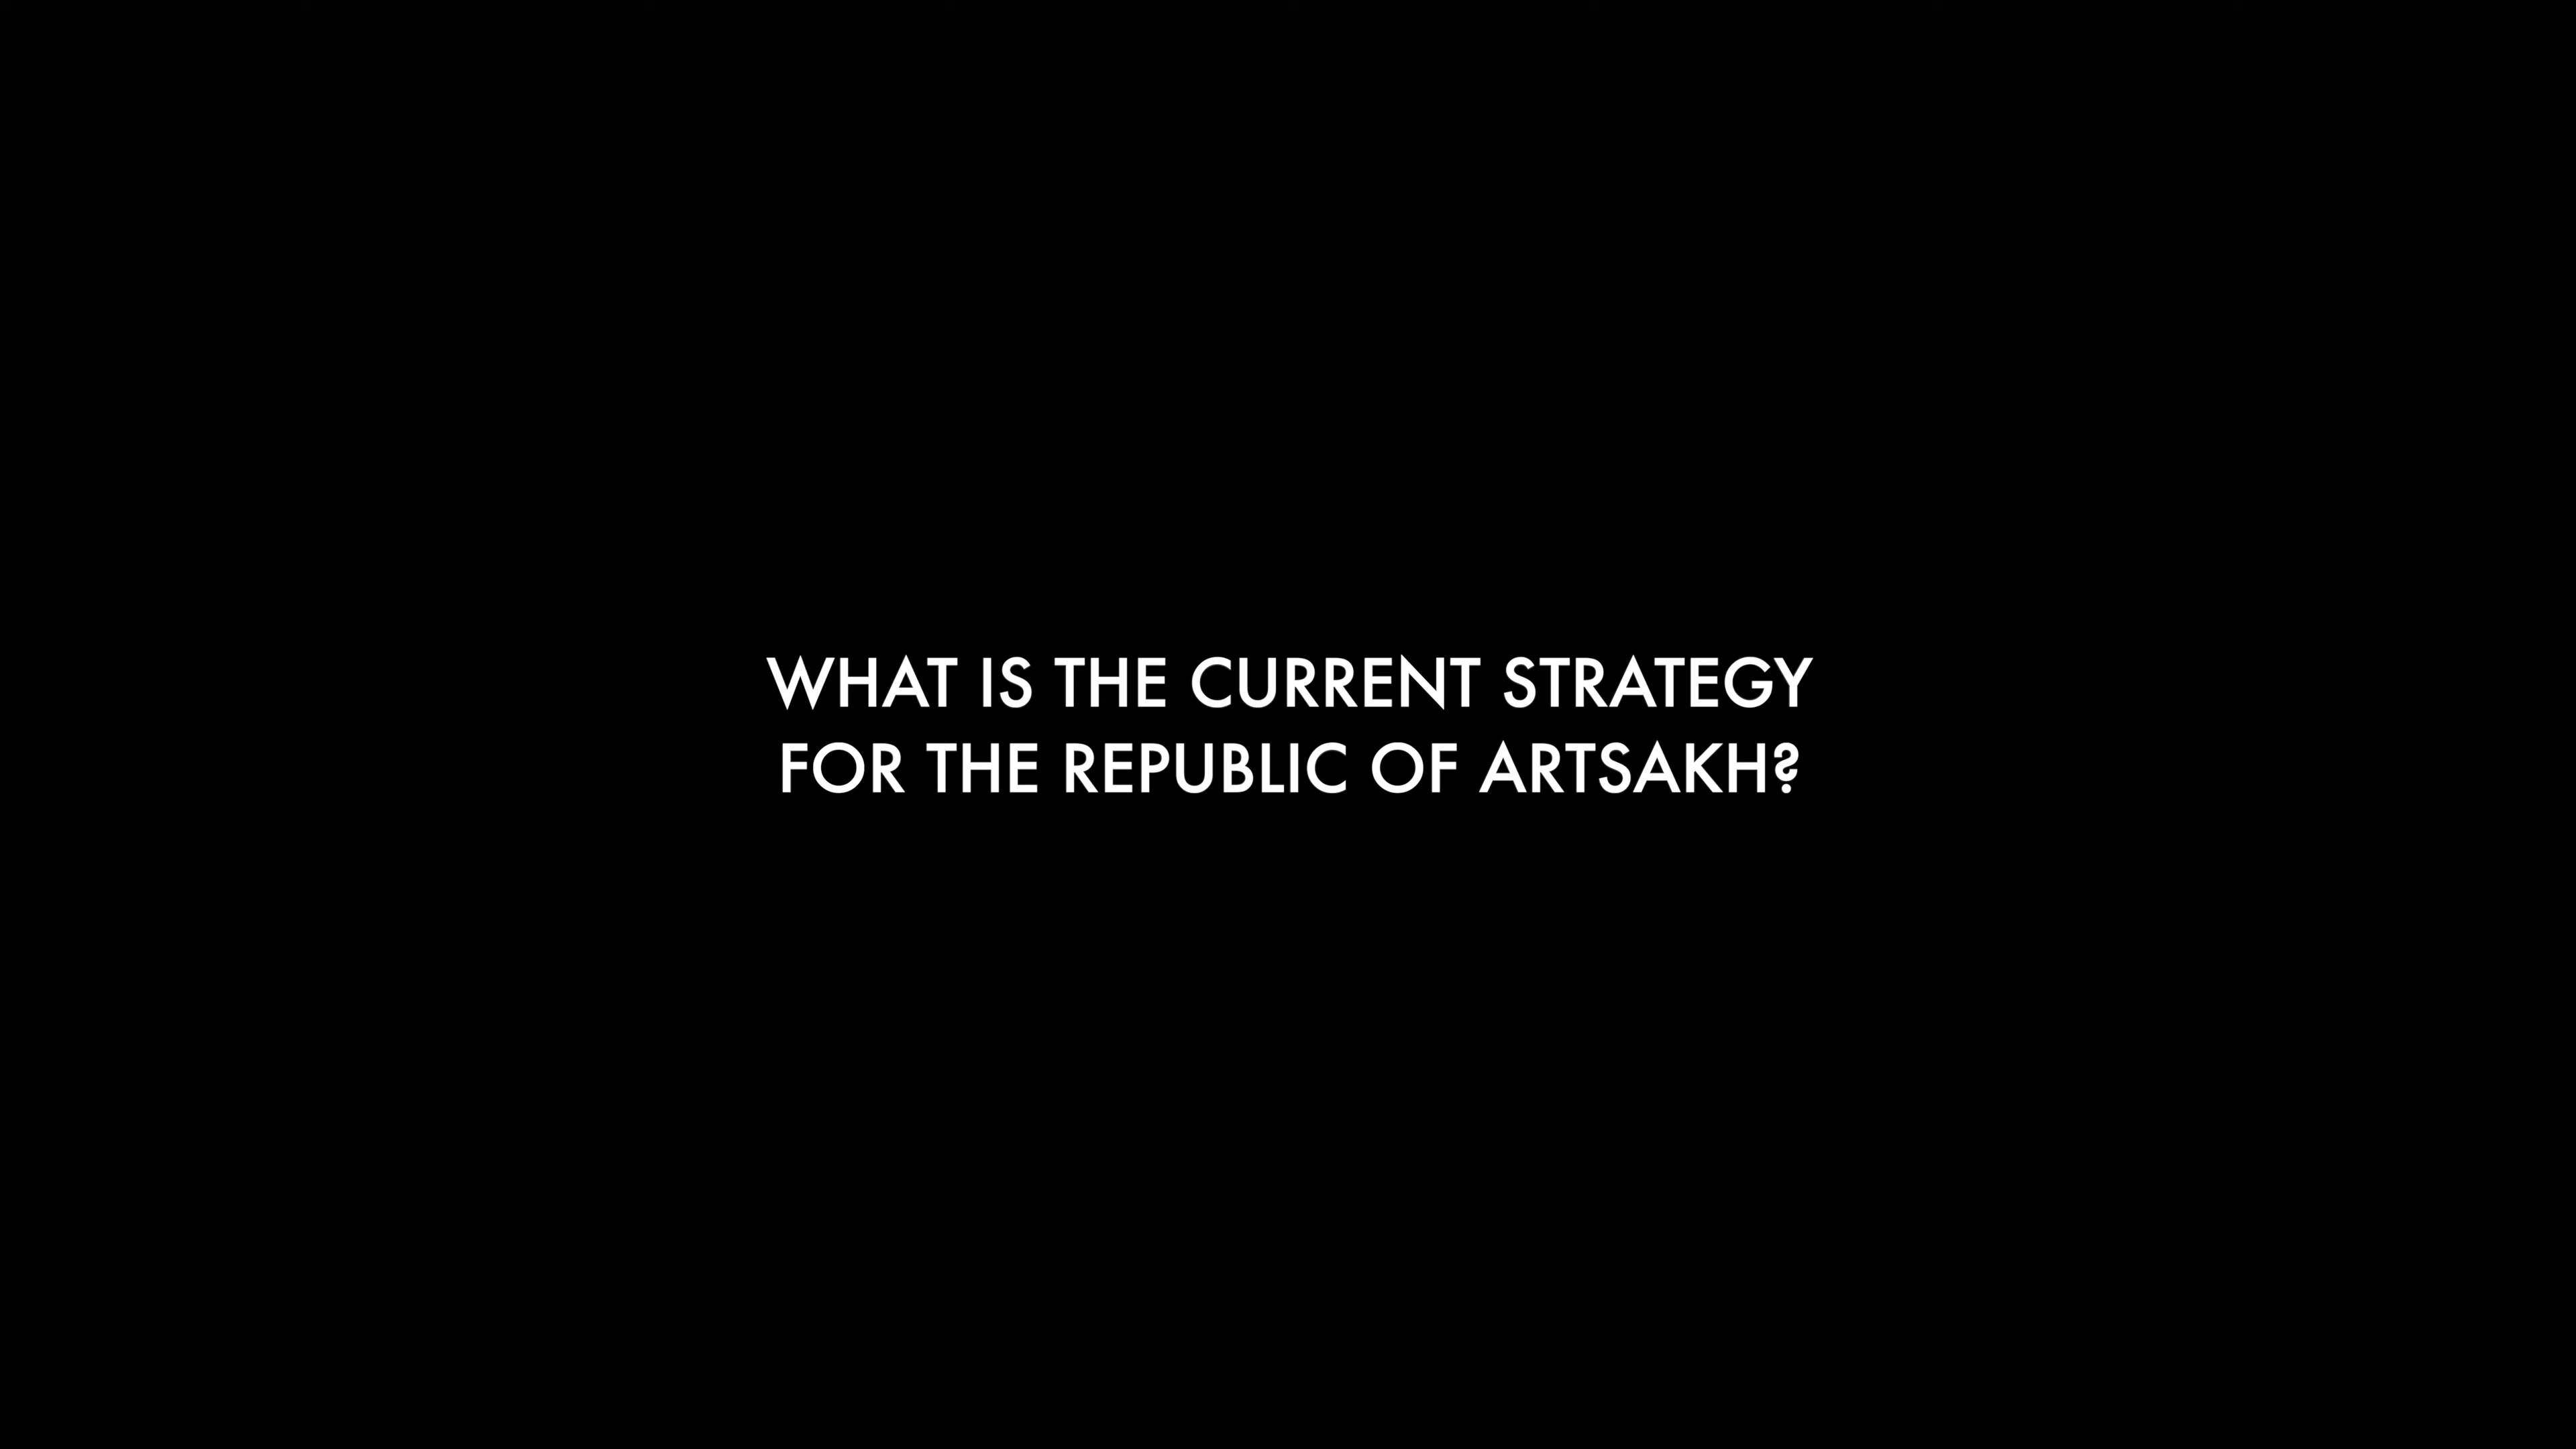 WHAT IS THE CURRENT STRATEGY
FOR THE REPUBLIC OF ARTSAKH?